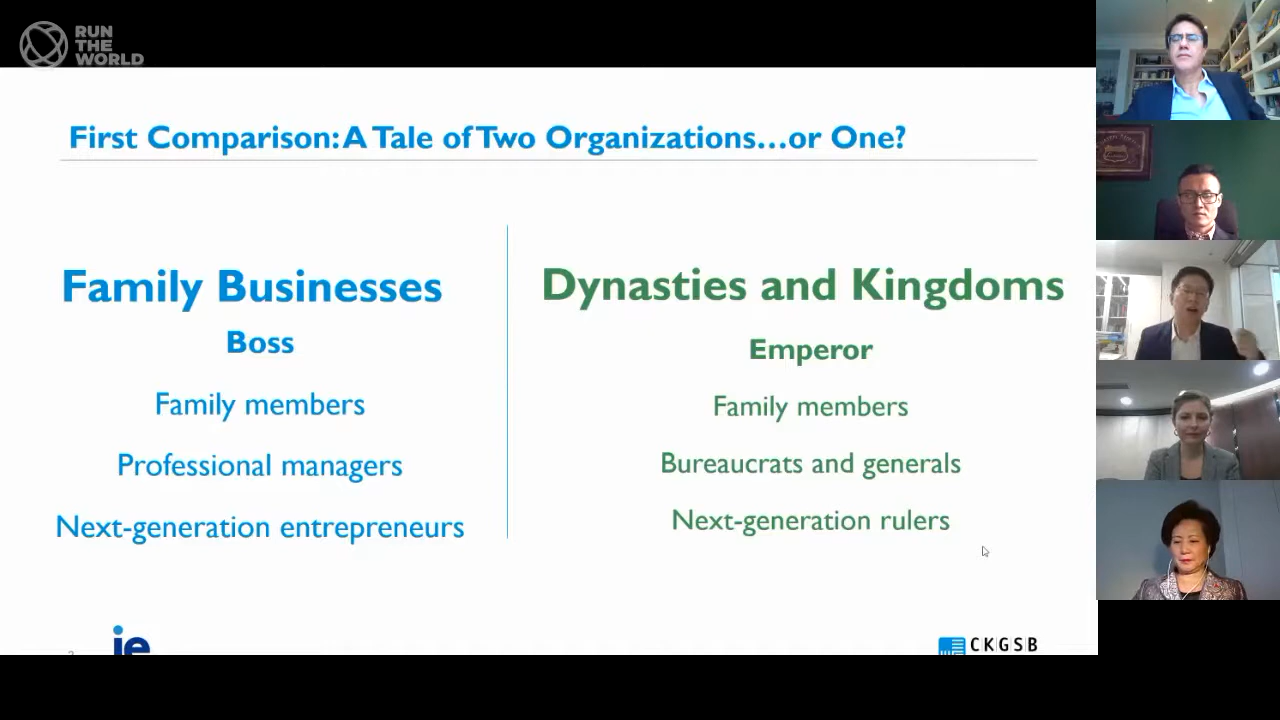 RUN
THE
WORLD
First Comparison: A Tale of Two Organizations...or One?
Family Businesses
Boss
Family members
Professional managers
Next-generation entrepreneurs
Dynasties and Kingdoms
Emperor
Family members
Bureaucrats and generals
Next-generation rulers
ie
CKGSB